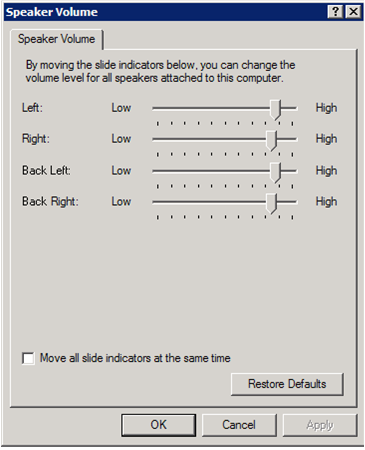 Speaker Volume
Speaker Volume
By moving the slide indicators below, you can change the
volume level for all speakers attached to this computer.
Left: Low High
Right: Low High
Back Left: Low High
Back Right: Low High
Move all slide indicators at the same time
Restore Defaults
OK Cancel Apply